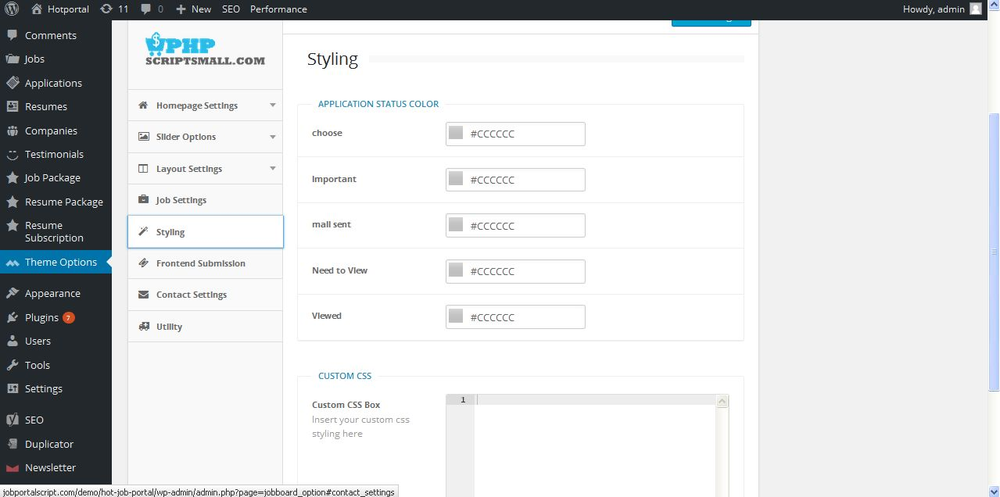 Hotportal 11 0 New SEO Performance Howdy, admin
Comments
Jobs
Applications
Resumes
Companies
Testimonials
Job Package
Resume Package
Resume
Subscription
Theme Options
Appearance
Plugins 7
Users
Tools
Settings
SEO
Duplicator
Newsletter
PHP
SCRIPTSMALL.COM
Homepage Settings
Slider Options
Layout Settings
Job Settings
Styling
Frontend Submission
Contact Settings
Utility
Styling
APPLICATION STATUS COLOR
choose #CCCCCC
Important #CCCCCC
mail sent #CCCCCC
Need to View #CCCCCC
Viewed #CCCCCC
CUSTOM CSS
Custom CSS Box
Insert your custom css
styling here
1
jobportalscript.com/demo/hot-job-portal/wp-admin/admin.php?page=jobboard_option#contact_settings